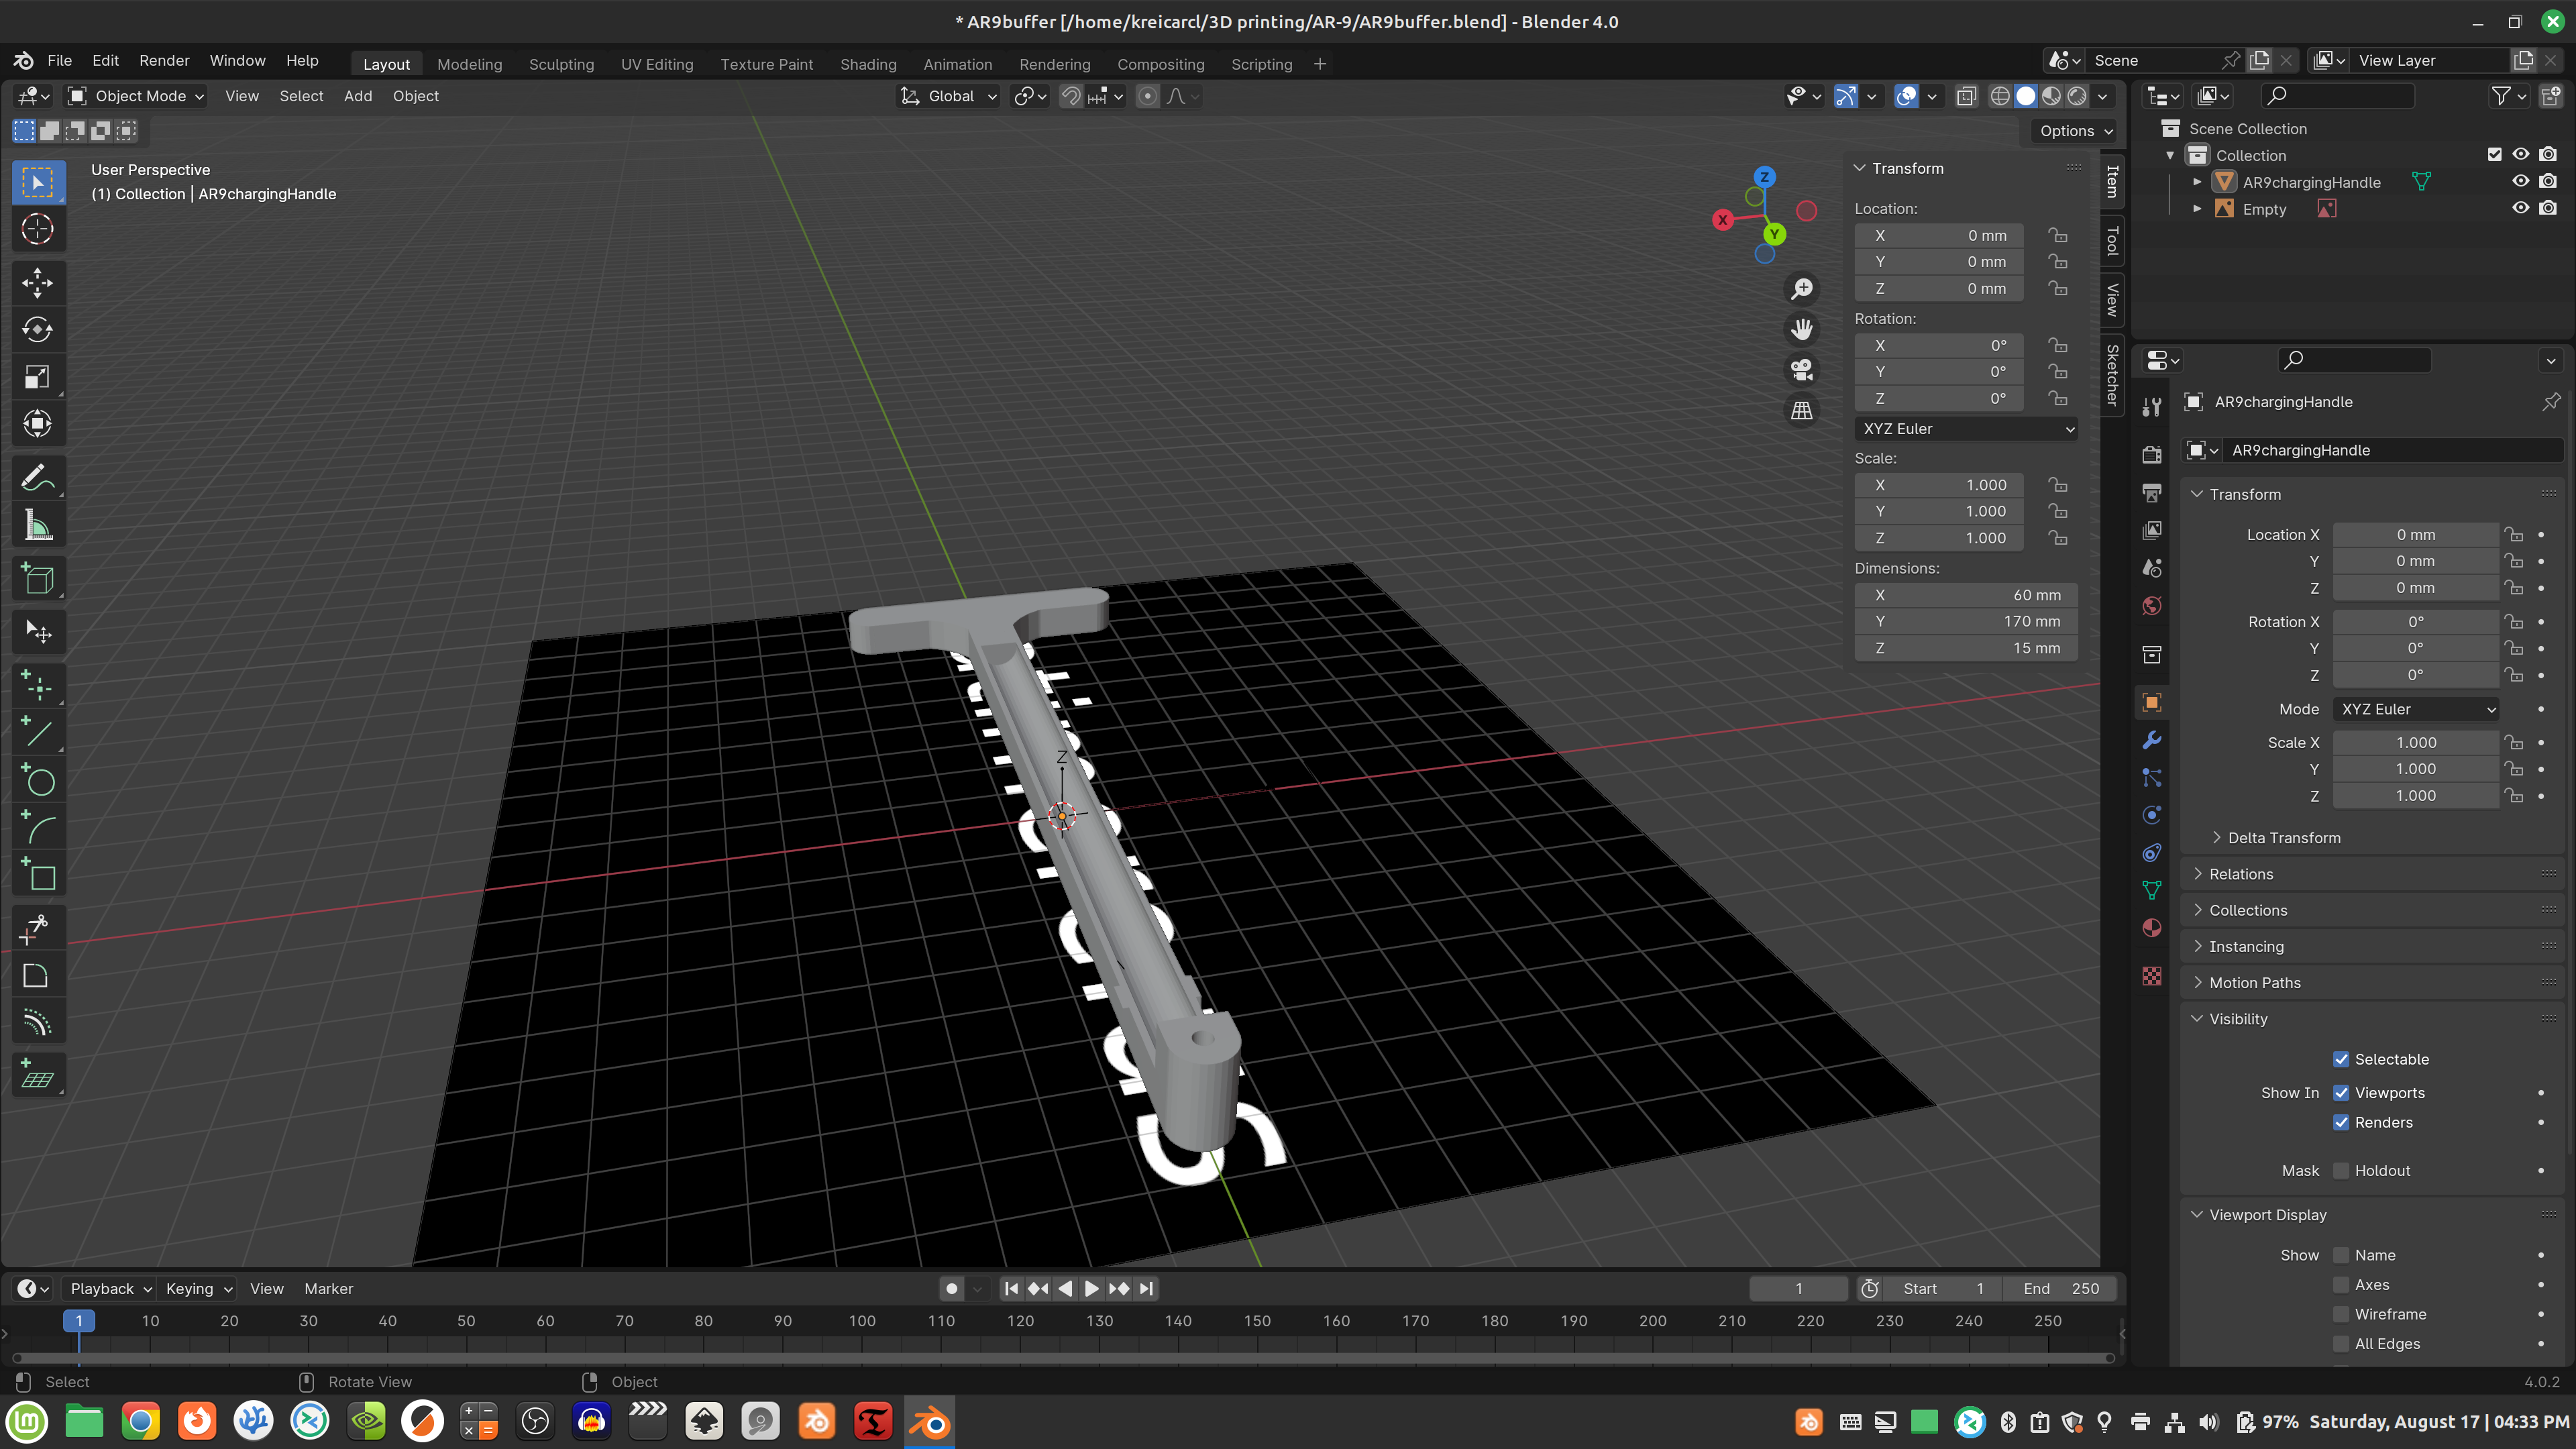 * AR9buffer [/home/kreicarcl/3D printing/AR-9/AR9buffer.blend] - Blender 4.0
File Edit Render Window Help Layout Modeling Sculpting UV Editing Texture Paint Shading Animation Rendering Compositing Scripting + Scene View Layer
Object Mode View Select Add Object Global
Options
User Perspective
(1) Collection | AR9chargingHandle
Z
X
Y
Z
Transform
Location:
X 0 mm
Y 0 mm
Z 0 mm
Rotation:
X 0°
Y 0°
Z 0°
XYZ Euler
Scale:
X 1.000
Y 1.000
Z 1.000
Dimensions:
X 60 mm
Y 170 mm
Z 15 mm
Item
Tool
View
Sketcher
Scene Collection
Collection
AR9chargingHandle
Empty
AR9chargingHandle
AR9chargingHandle
Transform
Location X 0 mm
Y 0 mm
Z 0 mm
Rotation X 0°
Y 0°
Z 0°
Mode XYZ Euler
Scale X 1.000
Y 1.000
Z 1.000
Delta Transform
Relations
Collections
Instancing
Motion Paths
Visibility
Selectable
Show In Viewports
Renders
Mask Holdout
Viewport Display
Show Name
Axes
Wireframe
All Edges
Playback Keying View Marker 1 Start 1 End 250
1 10 20 30 40 50 60 70 80 90 100 110 120 130 140 150 160 170 180 190 200 210 220 230 240 250
Select Rotate View Object 4.0.2
97% Saturday, August 17 | 04:33 PM